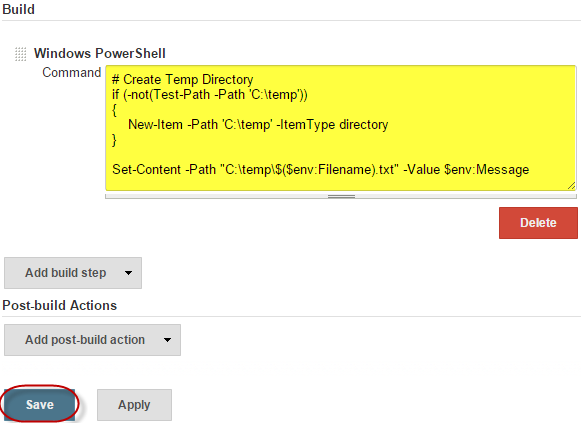 Build
Windows PowerShell
Command
# Create Temp Directory
if (-not(Test-Path -Path 'C:\temp'))
{
New-Item -Path 'C:\temp' -ItemType directory
}
Set-Content -Path "C:\temp\$($env:Filename).txt" -Value $env:Message
Delete
Add build step
Post-build Actions
Add post-build action
Save
Apply